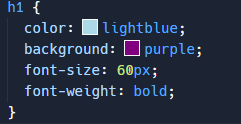 h1 {
  color: lightblue;
  background: purple;
  font-size: 60px;
  font-weight: bold;
}